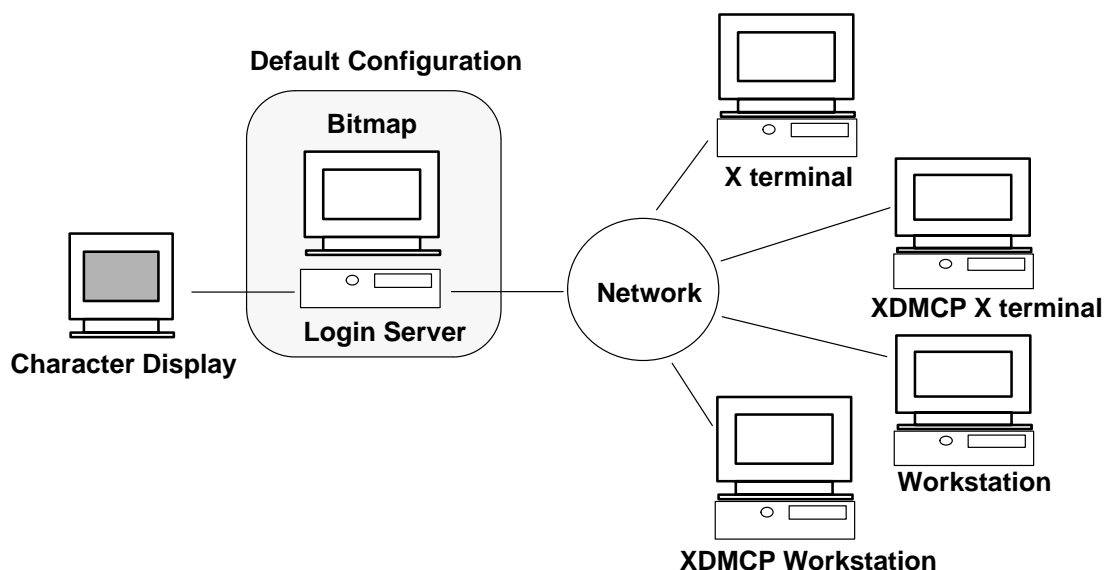 Default Configuration
Bitmap
X terminal
Network
XDMCP X terminal
Login Server
Character Display
Workstation
XDMCP Workstation